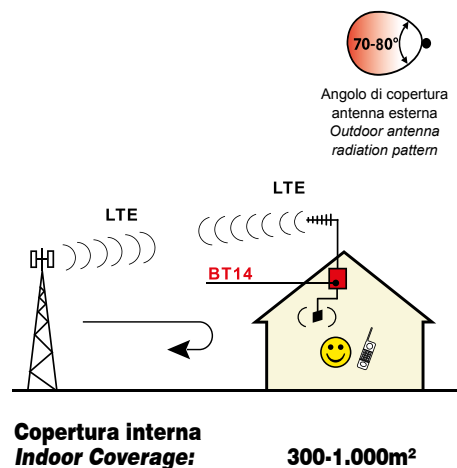 70-80°
Angolo di copertura
antenna esterna
Outdoor antenna
radiation pattern
LTE
LTE
BT14
Copertura interna
Indoor Coverage: 300-1.000m²